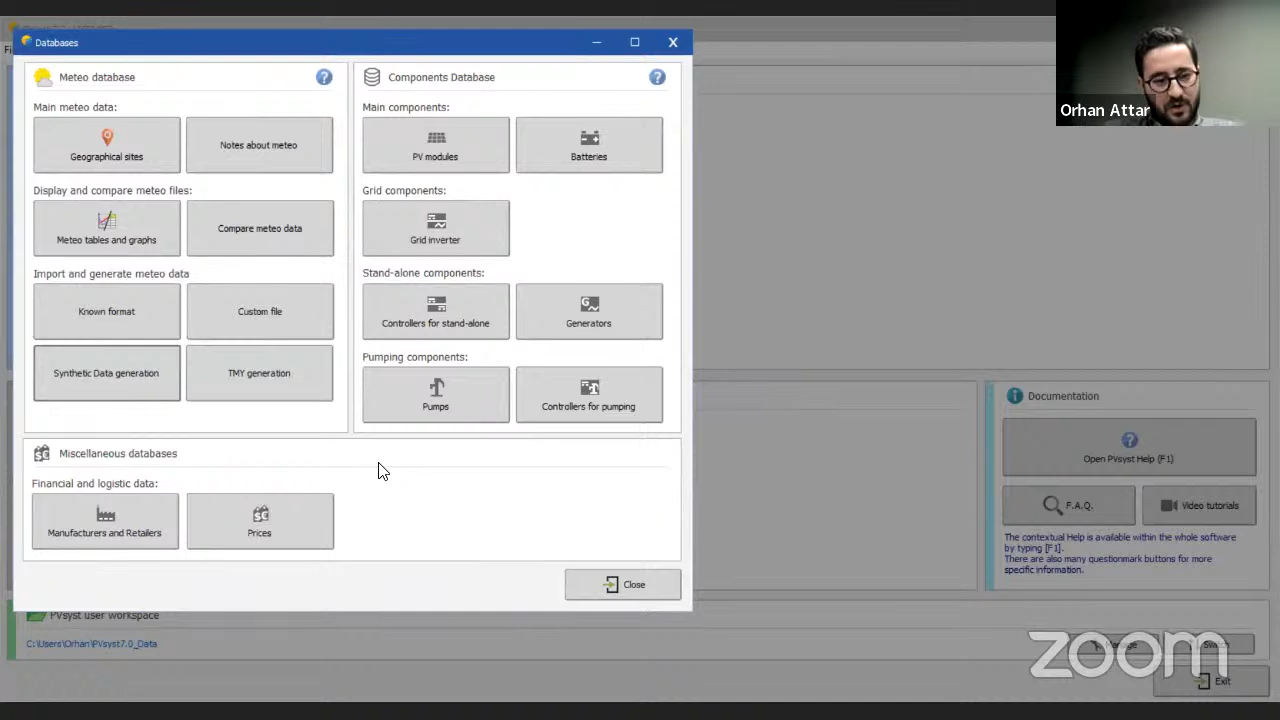 Databases
Orhan Attar
Meteo database
?
Main meteo data:
Geographical sites
Notes about meteo
Display and compare meteo files:
Meteo tables and graphs
Compare meteo data
Import and generate meteo data
Known format
Custom file
Synthetic Data generation
TMY generation
Components Database
?
Main components:
PV modules
Batteries
Grid components:
Grid inverter
Stand-alone components:
Controllers for stand-alone
G
Generators
Pumping components:
Pumps
Controllers for pumping
Miscellaneous databases
Financial and logistic data:
Manufacturers and Retailers
Prices
Close
Documentation
?
Open PVsyst Help (F1)
F.A.Q.
Video tutorials
The contextual Help is available within the whole software
by typing [F1].
There are also many questionmark buttons for more
specific information.
PVsyst user workspace
C:\Users\Orhan\PVsyst7.0_Data
Manage
Switch
zoom
Exit